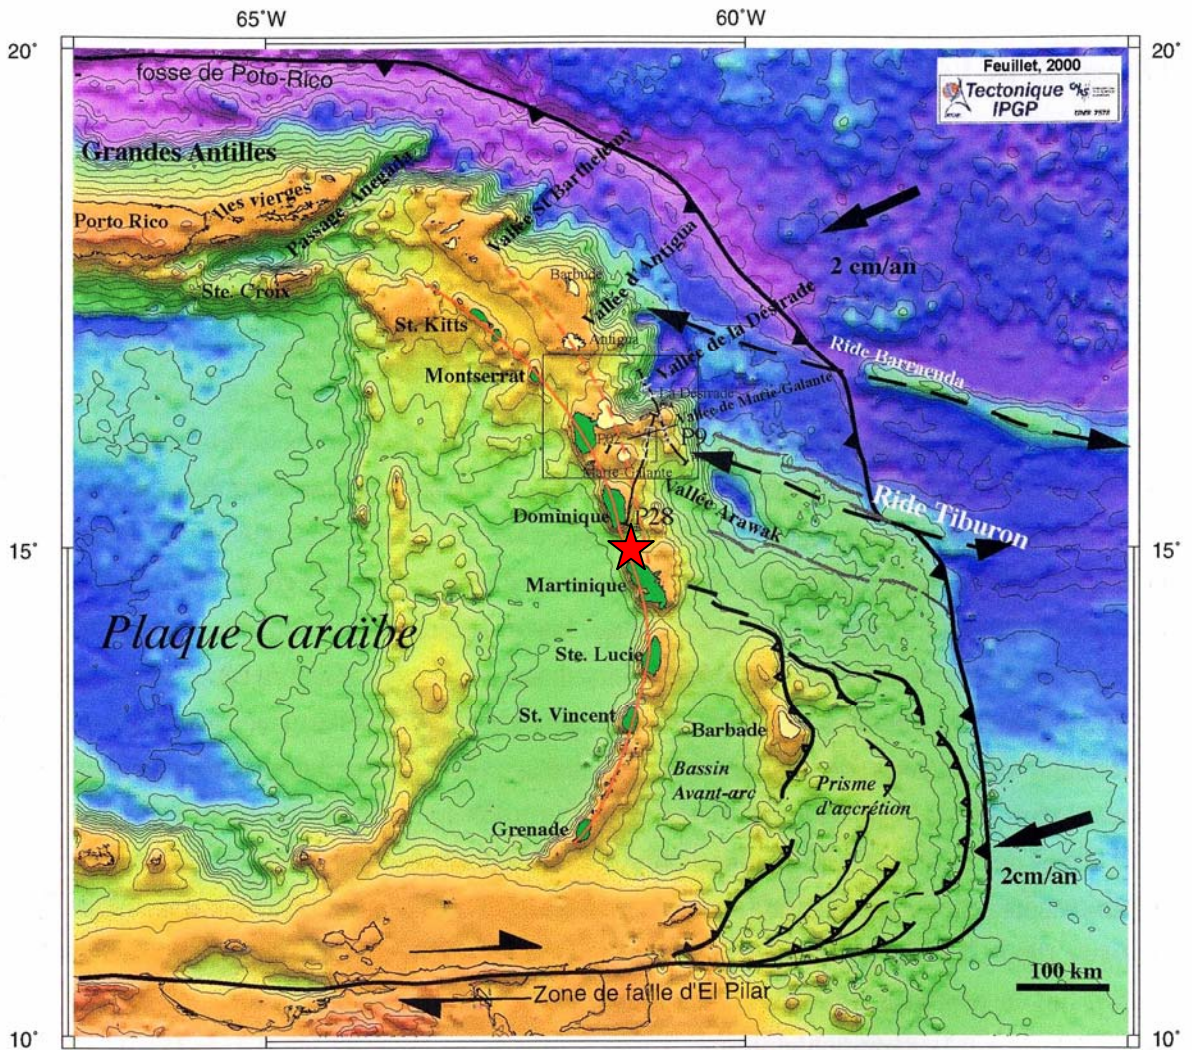 65°W
60°W
20°
20°
Feuillet, 2000
Tectonique
IPGP
fosse de Poto-Rico
Grandes Antilles
Iles vierges
Porto Rico
Passage Anegada
Vallée St Barthelemy
Ste. Croix
Barbude
Vallée d'Antigua
2 cm/an
St. Kitts
Antigua
Vallée de la Désirade
Ride Barracuda
Montserrat
La Désirade
Vallée de Marie-Galante
Marie-Galante
Ride Tiburon
Vallée Arawak
Dominique
P28
15°
15°
Martinique
Plaque Caraïbe
Ste. Lucie
St. Vincent
Barbade
Bassin
Avant-arc
Prisme
d'accrétion
Grenade
2cm/an
100 km
Zone de faille d'El Pilar
10°
10°